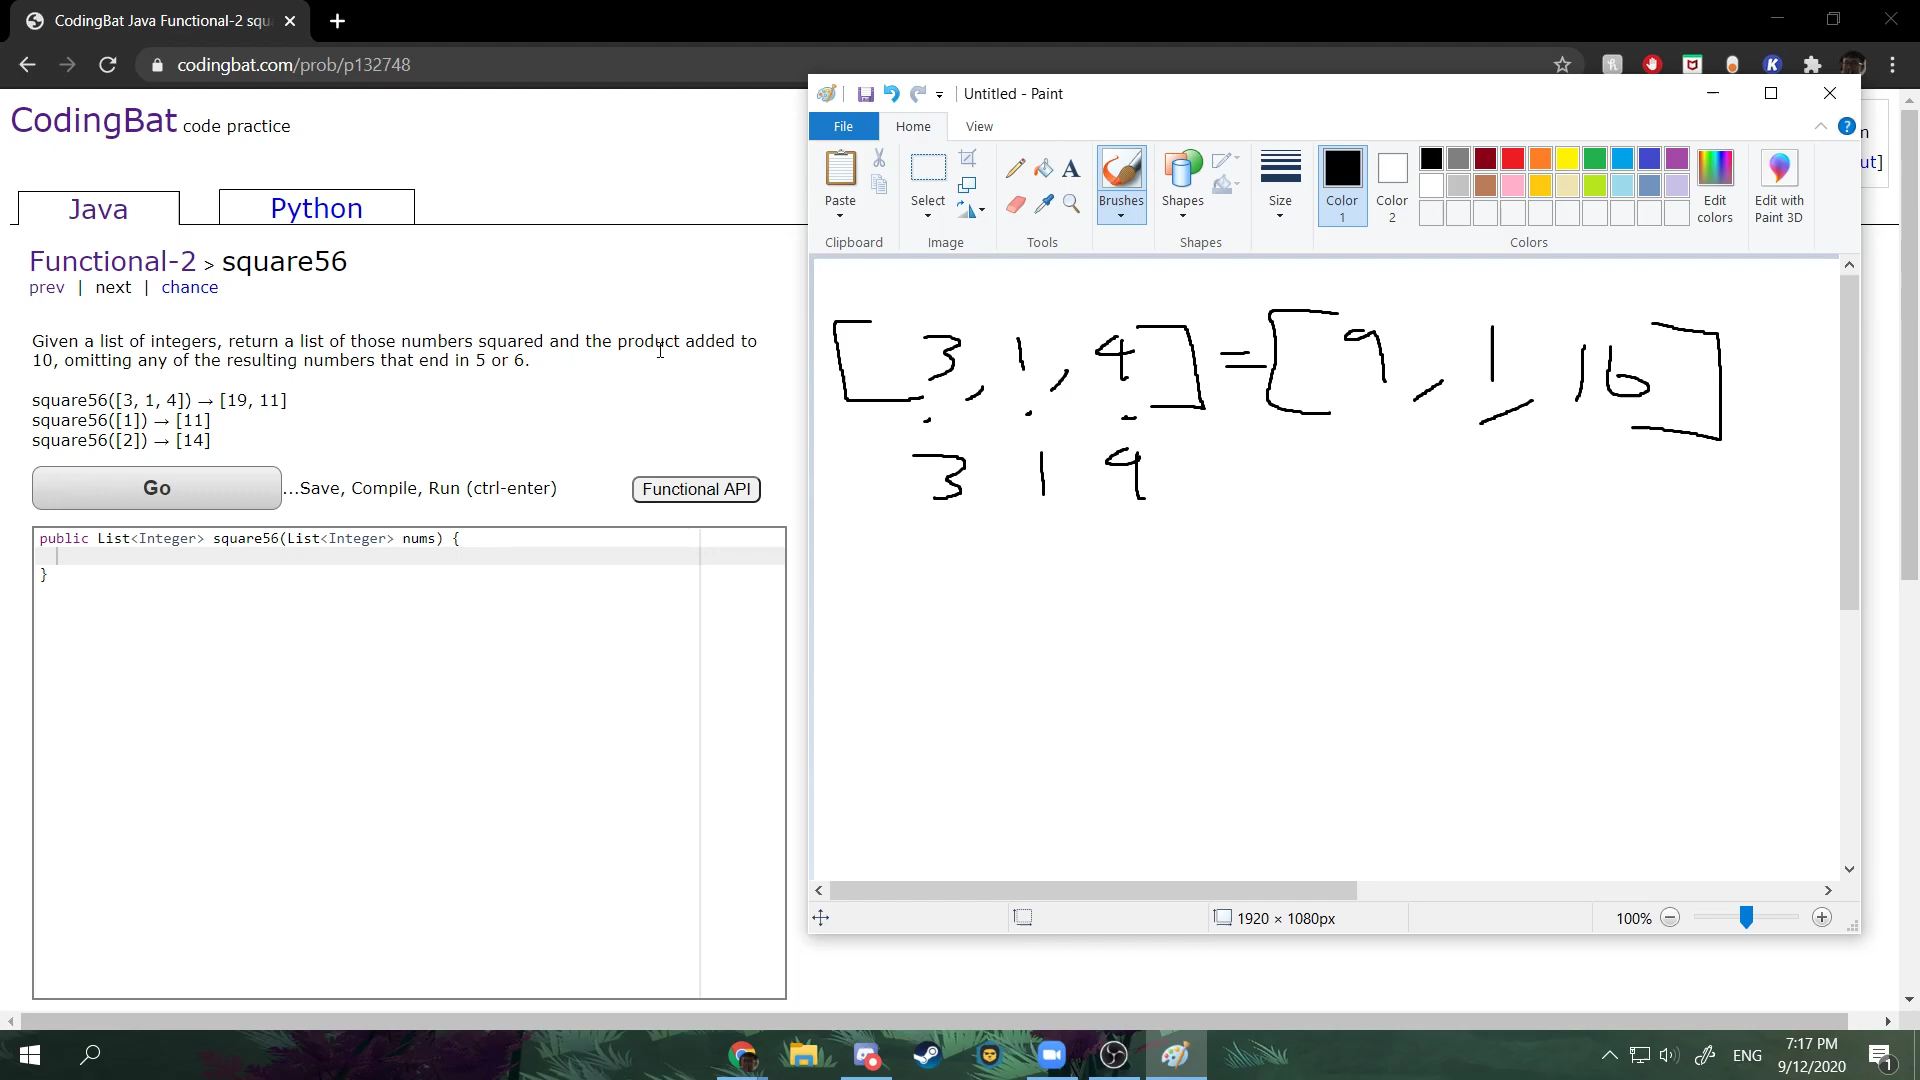 CodingBat Java Functional-2 squ
codingbat.com/prob/p132748
CodingBat code practice
Java
Python
Functional-2 > square56
prev | next | chance
Given a list of integers, return a list of those numbers squared and the product added to
10, omitting any of the resulting numbers that end in 5 or 6.
square56([3, 1, 4]) → [19, 11]
square56([1]) → [11]
square56([2]) → [14]
Go
...Save, Compile, Run (ctrl-enter)
Functional API
public List<Integer> square56(List<Integer> nums) {
}
ut]
Untitled - Paint
File
Home
View
Paste
Select
Brushes
Shapes
Size
Color
1
Color
2
Edit
colors
Edit with
Paint 3D
Clipboard
Image
Tools
Shapes
Colors
[3, 1, 4] = [9, 1, 16]
3 1 4
1920 × 1080px
100%
ENG
7:17 PM
9/12/2020
1